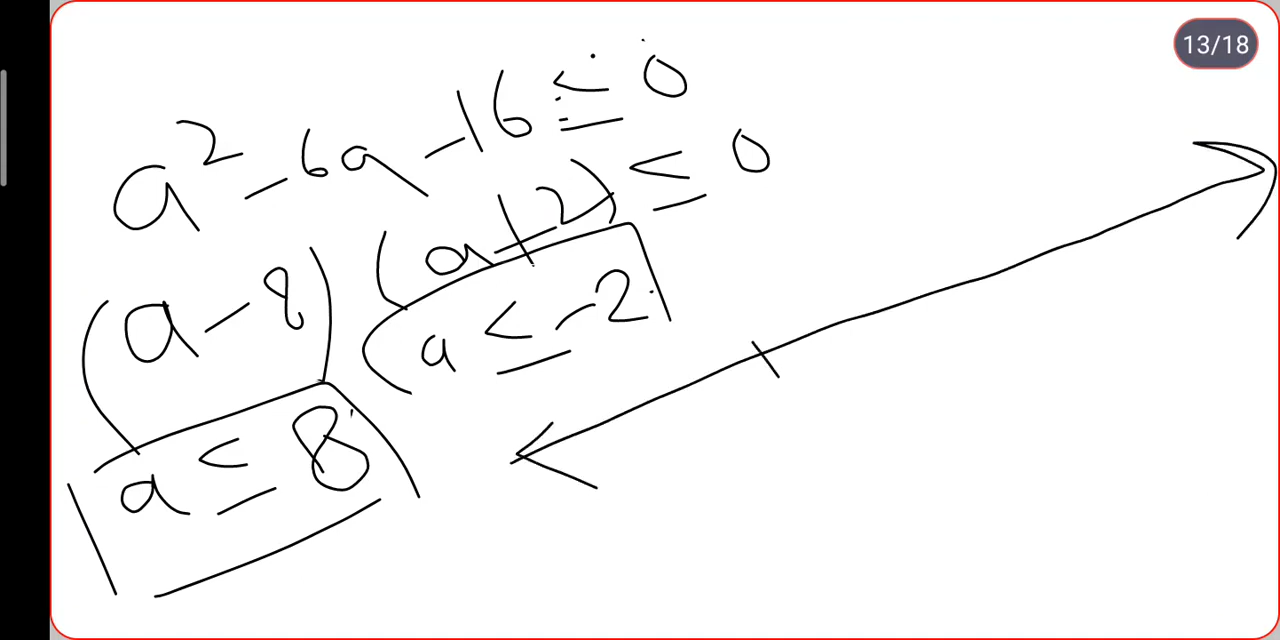 13/18
a² - 6a - 16 ≤ 0
(a - 8) (a + 2) ≤ 0
a ≤ -2
a ≤ 8